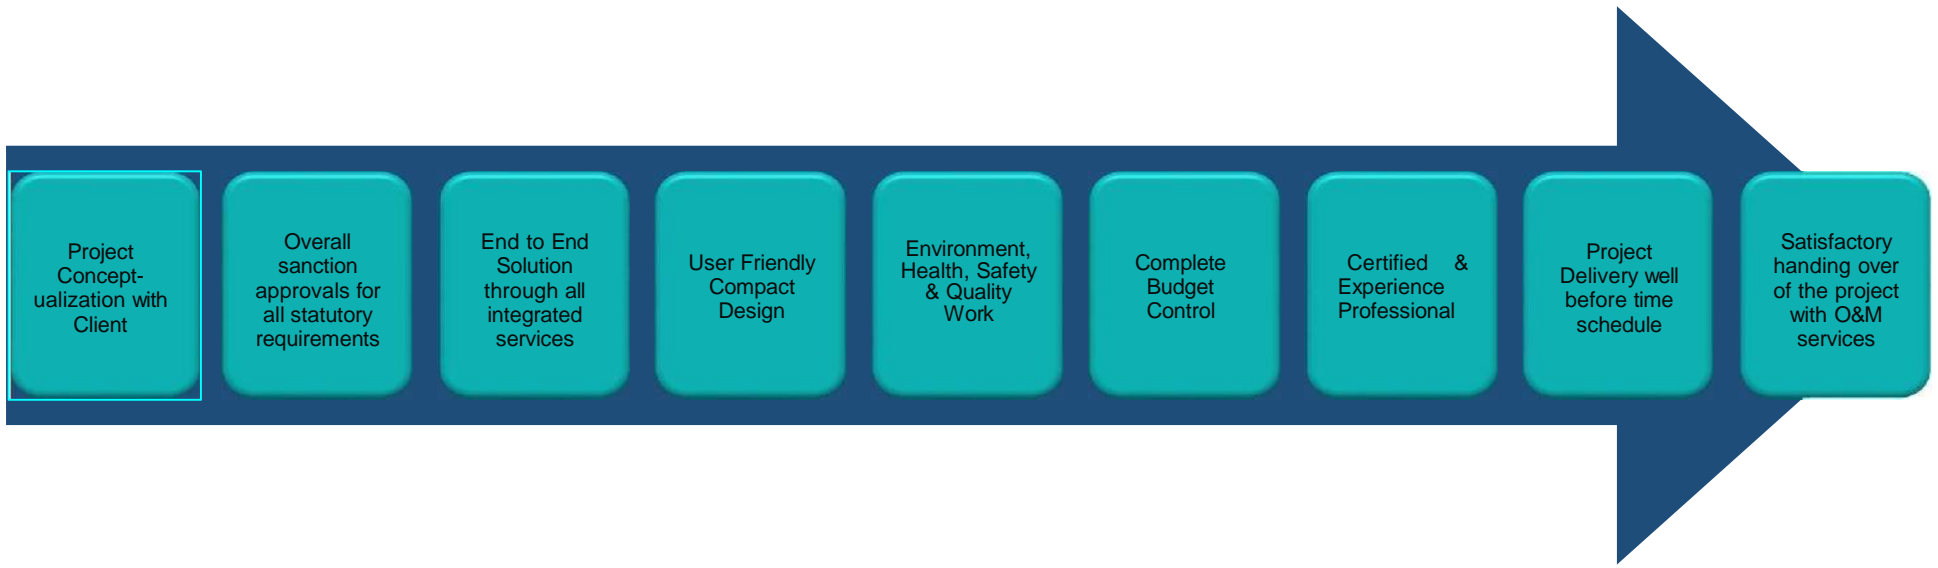 Project
Concept-
ualization with
Client
Overall
sanction
approvals for
all statutory
requirements
End to End
Solution
through all
integrated
services
User Friendly
Compact
Design
Environment,
Health, Safety
& Quality
Work
Complete
Budget
Control
Certified &
Experience
Professional
Project
Delivery well
before time
schedule
Satisfactory
handing over
of the project
with O&M
services